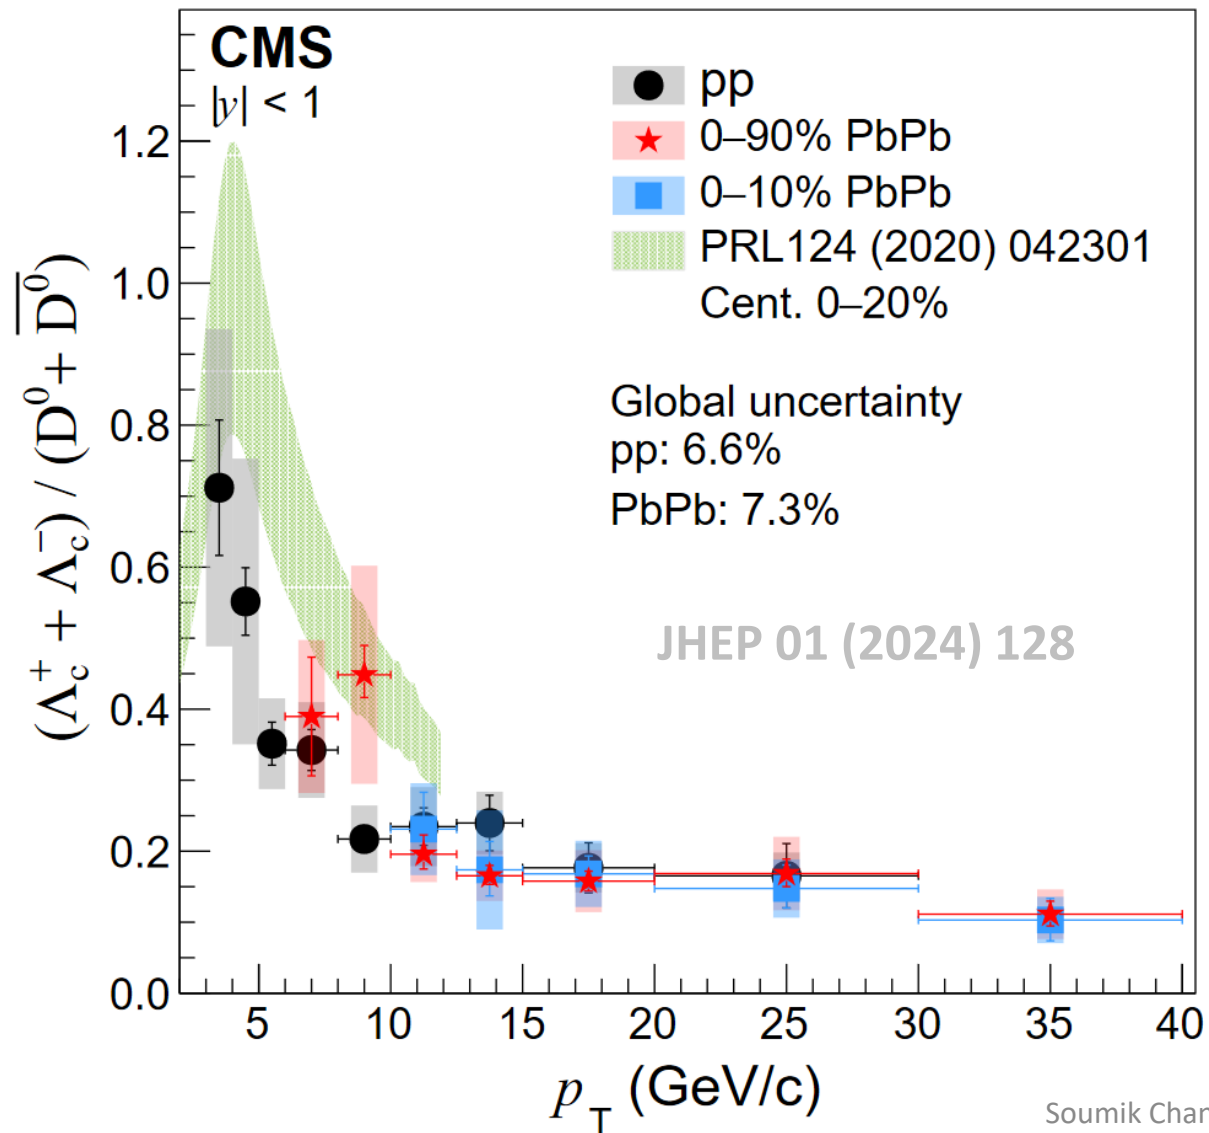 CMS
|y| < 1
pp
0–90% PbPb
0–10% PbPb
PRL124 (2020) 042301
Cent. 0–20%
Global uncertainty
pp: 6.6%
PbPb: 7.3%
JHEP 01 (2024) 128
(Λc+ + Λc−) / (D0 + D̅0)
1.2
1.0
0.8
0.6
0.4
0.2
0.0
5 10 15 20 25 30 35 40
pT (GeV/c)
Soumik Chan